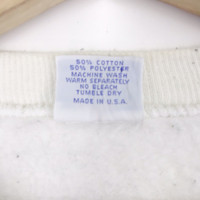 50% COTTON
50% POLYESTER
MACHINE WASH
WARM SEPARATELY
NO BLEACH
TUMBLE DRY
MADE IN U.S.A.